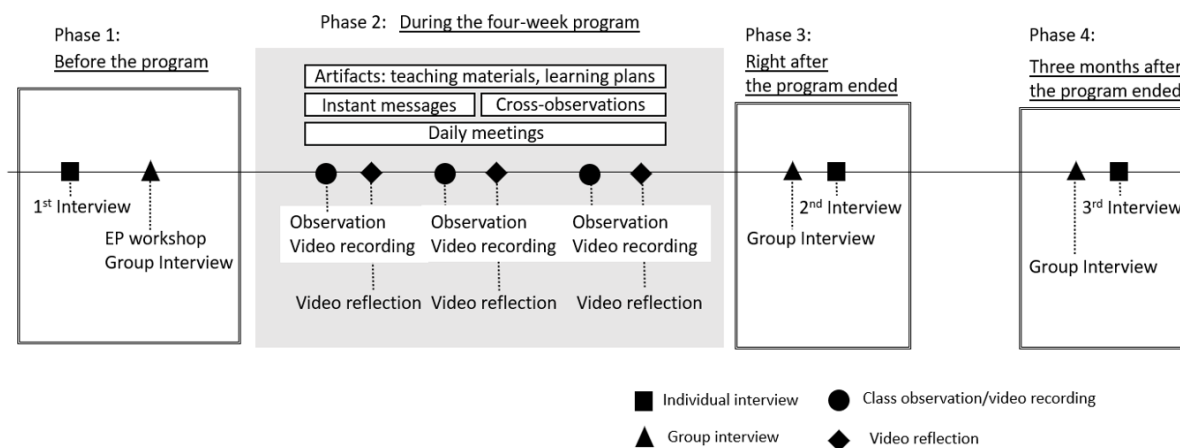 Phase 1:
Before the program
Phase 2: During the four-week program
Phase 3:
Right after
the program ended
Phase 4:
Three months after
the program ended
Artifacts: teaching materials, learning plans
Instant messages
Cross-observations
Daily meetings
1st Interview
EP workshop
Group Interview
Observation
Video recording
Video reflection
Observation
Video recording
Video reflection
Observation
Video recording
Video reflection
2nd Interview
Group Interview
3rd Interview
Group Interview
Individual interview
Class observation/video recording
Group interview
Video reflection